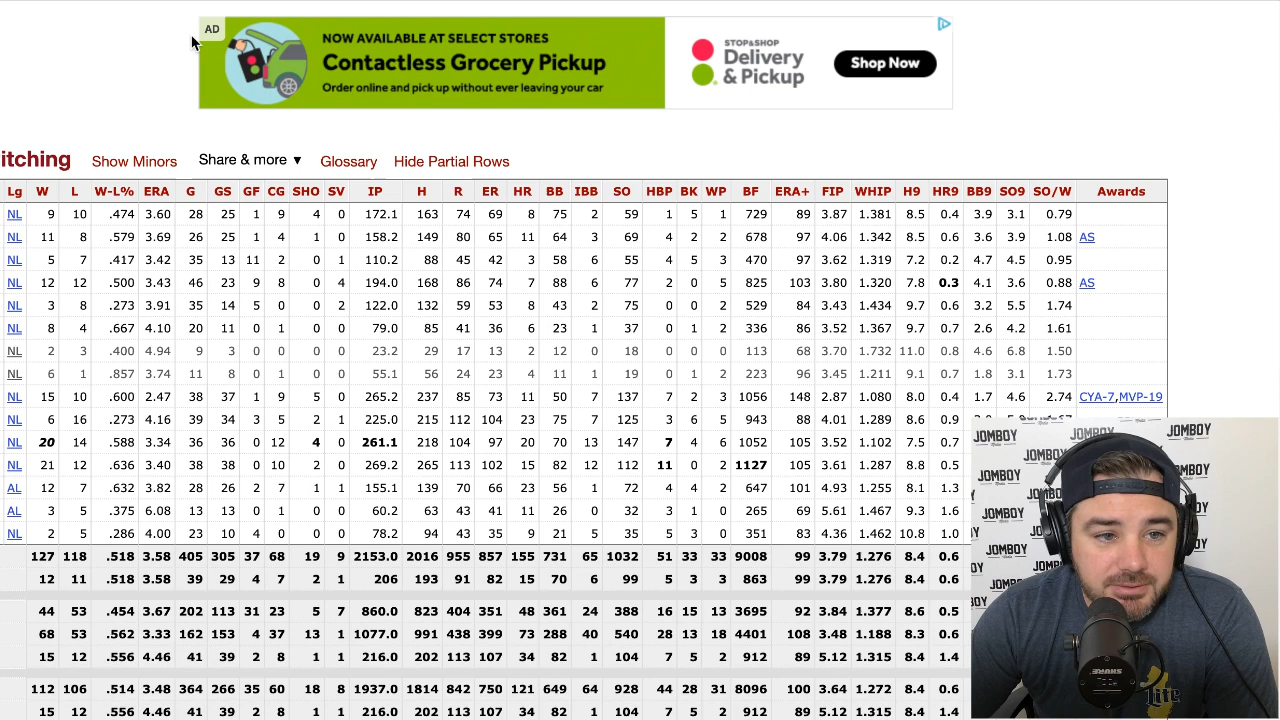 AD
NOW AVAILABLE AT SELECT STORES
Contactless Grocery Pickup
Order online and pick up without ever leaving your car
STOP&SHOP
Delivery
& Pickup
Shop Now
itching Show Minors Share & more ▼ Glossary Hide Partial Rows
Lg W L W-L% ERA G GS GF CG SHO SV IP H R ER HR BB IBB SO HBP BK WP BF ERA+ FIP WHIP H9 HR9 BB9 SO9 SO/W Awards
NL 9 10 .474 3.60 28 25 1 9 4 0 172.1 163 74 69 8 75 2 59 1 5 1 729 89 3.87 1.381 8.5 0.4 3.9 3.1 0.79
NL 11 8 .579 3.69 26 25 1 4 1 0 158.2 149 80 65 11 64 3 69 4 2 2 678 97 4.06 1.342 8.5 0.6 3.6 3.9 1.08 AS
NL 5 7 .417 3.42 35 13 11 2 0 1 110.2 88 45 42 3 58 6 55 4 5 3 470 97 3.62 1.319 7.2 0.2 4.7 4.5 0.95
NL 12 12 .500 3.43 46 23 9 8 0 4 194.0 168 86 74 7 88 6 77 2 0 5 825 103 3.80 1.320 7.8 0.3 4.1 3.6 0.88 AS
NL 3 8 .273 3.91 35 14 5 0 0 2 122.0 132 59 53 8 43 2 75 0 0 2 529 84 3.43 1.434 9.7 0.6 3.2 5.5 1.74
NL 8 4 .667 4.10 20 11 0 1 0 0 79.0 85 41 36 6 23 1 37 0 1 2 336 86 3.52 1.367 9.7 0.7 2.6 4.2 1.61
NL 2 3 .400 4.94 9 3 0 0 0 0 23.2 29 17 13 2 12 0 18 0 0 0 113 68 3.70 1.732 11.0 0.8 4.6 6.8 1.50
NL 6 1 .857 3.74 11 8 0 1 0 0 55.1 56 24 23 4 11 1 19 0 1 2 223 96 3.45 1.211 9.1 0.7 1.8 3.1 1.73
NL 15 10 .600 2.47 38 37 1 9 5 0 265.2 237 85 73 11 50 7 137 7 2 3 1056 148 2.87 1.080 8.0 0.4 1.7 4.6 2.74 CYA-7,MVP-19
NL 6 16 .273 4.16 39 34 3 5 2 1 225.0 215 112 104 23 75 7 125 3 6 5 943 88 4.01 1.289 8.6 0.9
NL 20 14 .588 3.34 36 36 0 12 4 0 261.1 218 104 97 20 70 13 147 7 4 6 1052 105 3.52 1.102 7.5 0.7
NL 21 12 .636 3.40 38 38 0 10 2 0 269.2 265 113 102 15 82 12 112 11 0 2 1127 105 3.61 1.287 8.8 0.5
AL 12 7 .632 3.82 28 26 2 7 1 1 155.1 139 70 66 23 56 1 72 4 4 2 647 101 4.93 1.255 8.1 1.3
AL 3 5 .375 6.08 13 13 0 1 0 0 60.2 63 43 41 11 26 0 32 3 1 0 265 69 5.61 1.467 9.3 1.6
NL 2 5 .286 4.00 23 10 4 0 0 0 78.2 94 43 35 9 21 5 35 5 3 0 351 83 4.36 1.462 10.8 1.0
127 118 .518 3.58 405 305 37 68 19 9 2153.0 2016 935 857 155 731 65 1032 51 33 33 9008 99 3.79 1.276 8.4 0.6
12 11 .518 3.58 39 29 4 7 2 1 206 193 91 82 15 70 6 99 5 3 3 863 99 3.79 1.276 8.4 0.6
44 53 .454 3.67 202 113 31 23 5 7 860.0 823 404 351 48 361 24 388 16 15 13 3695 92 3.84 1.377 8.6 0.5
68 53 .562 3.33 162 153 4 37 13 1 1077.0 991 438 399 73 288 40 540 28 13 18 4401 108 3.48 1.188 8.3 0.6
15 12 .556 4.46 41 39 2 8 1 1 216.0 202 113 107 34 82 1 104 7 5 2 912 89 5.12 1.315 8.4 1.4
112 106 .514 3.48 364 266 35 60 18 8 1937.0 1814 842 750 121 649 64 928 44 28 31 8096 100 3.64 1.272 8.4 0.6
15 12 .556 4.46 41 39 2 8 1 1 216.0 202 113 107 34 82 1 104 7 5 2 912 89 5.12 1.315 8.4 1.4
JOMBOY
Media
JOMBOY
JOMBOY
JOMBOY
JOMBOY
SHURE
Lite